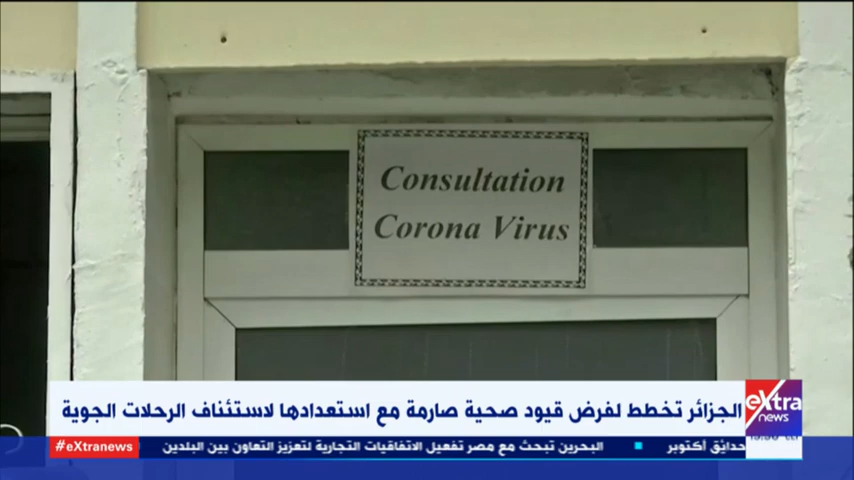 Consultation
Corona Virus
الجزائر تخطط لفرض قيود صحية صارمة مع استعدادها لاستئناف الرحلات الجوية
eXtra
news
حدائق أكتوبر
البحرين تبحث مع مصر تفعيل الاتفاقيات التجارية لتعزيز التعاون بين البلدين
#eXtranews